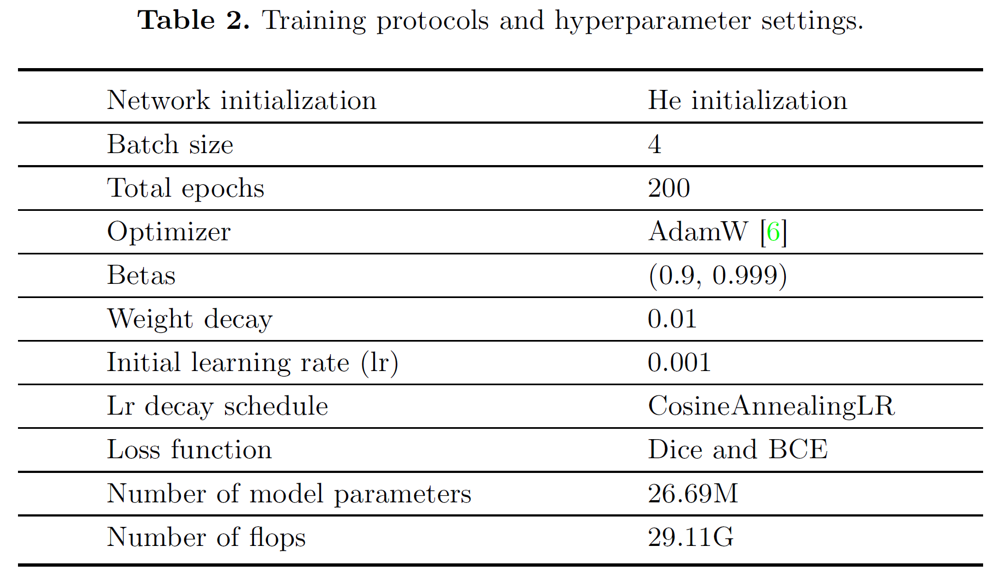 Table 2. Training protocols and hyperparameter settings.
Network initialization He initialization
Batch size 4
Total epochs 200
Optimizer AdamW [6]
Betas (0.9, 0.999)
Weight decay 0.01
Initial learning rate (lr) 0.001
Lr decay schedule CosineAnnealingLR
Loss function Dice and BCE
Number of model parameters 26.69M
Number of flops 29.11G